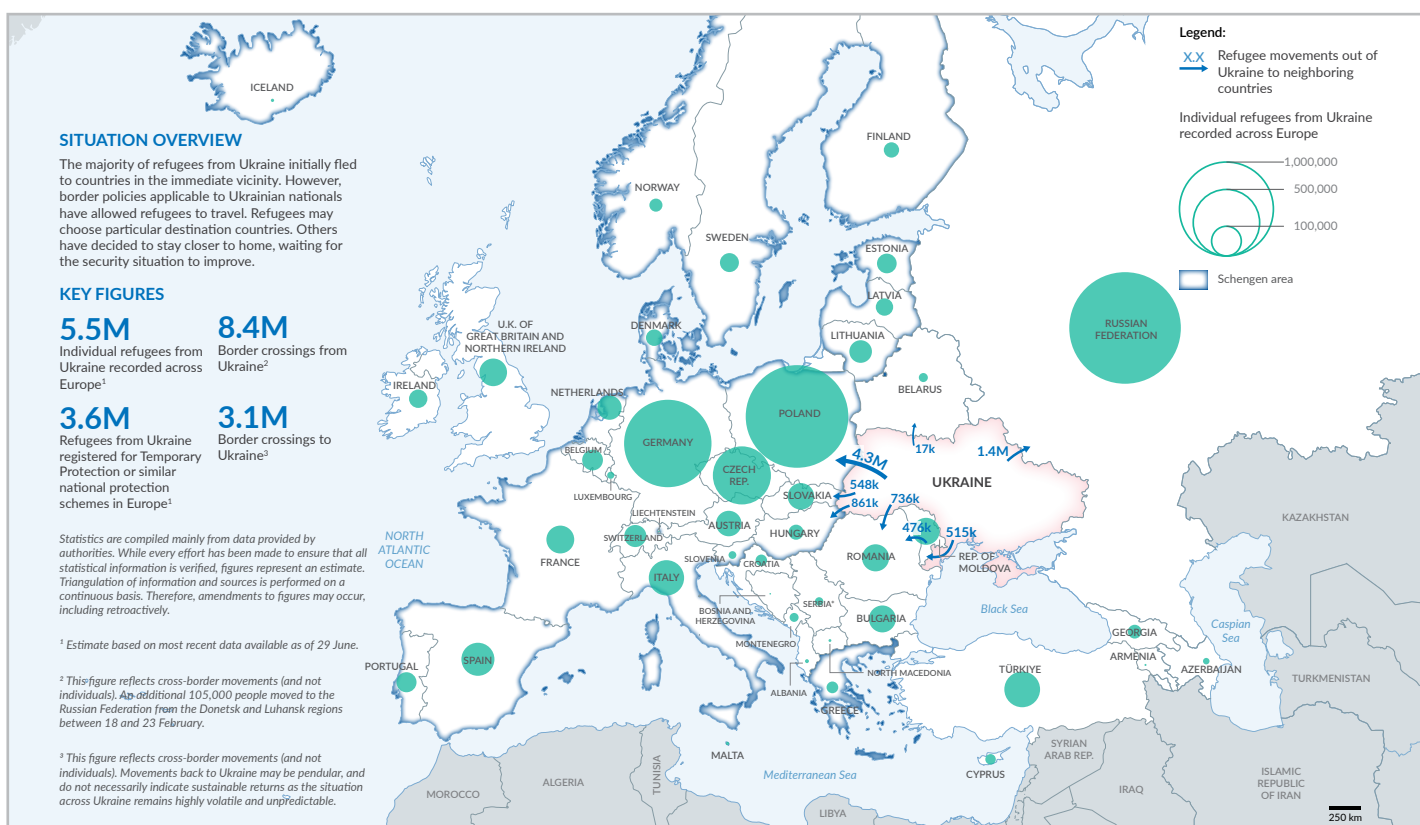 SITUATION OVERVIEW
The majority of refugees from Ukraine initially fled
to countries in the immediate vicinity. However,
border policies applicable to Ukrainian nationals
have allowed refugees to travel. Refugees may
choose particular destination countries. Others
have decided to stay closer to home, waiting for
the security situation to improve.
KEY FIGURES
5.5M
Individual refugees from
Ukraine recorded across
Europe¹
8.4M
Border crossings from
Ukraine²
3.6M
Refugees from Ukraine
registered for Temporary
Protection or similar
national protection
schemes in Europe¹
3.1M
Border crossings to
Ukraine³
Statistics are compiled mainly from data provided by
authorities. While every effort has been made to ensure that all
statistical information is verified, figures represent an estimate.
Triangulation of information and sources is performed on a
continuous basis. Therefore, amendments to figures may occur,
including retroactively.
¹ Estimate based on most recent data available as of 29 June.
² This figure reflects cross-border movements (and not
individuals). An additional 105,000 people moved to the
Russian Federation from the Donetsk and Luhansk regions
between 18 and 23 February.
³ This figure reflects cross-border movements (and not
individuals). Movements back to Ukraine may be pendular, and
do not necessarily indicate sustainable returns as the situation
across Ukraine remains highly volatile and unpredictable.
Legend:
X.X
Refugee movements out of
Ukraine to neighboring
countries
Individual refugees from Ukraine
recorded across Europe
1,000,000
500,000
100,000
Schengen area
ICELAND
FINLAND
NORWAY
SWEDEN
ESTONIA
LATVIA
DENMARK
LITHUANIA
U.K. OF
GREAT BRITAIN AND
NORTHERN IRELAND
RUSSIAN
FEDERATION
IRELAND
NETHERLANDS
BELARUS
POLAND
GERMANY
BELGIUM
CZECH
REP.
LUXEMBOURG
SLOVAKIA
UKRAINE
17k
1.4M
4.3M
548k
861k
736k
476k
515k
LIECHTENSTEIN
AUSTRIA
SWITZERLAND
HUNGARY
KAZAKHSTAN
NORTH
ATLANTIC
OCEAN
FRANCE
SLOVENIA
CROATIA
ROMANIA
REP. OF
MOLDOVA
ITALY
BOSNIA AND
HERZEGOVINA
SERBIA*
BULGARIA
Black Sea
Caspian
Sea
MONTENEGRO
GEORGIA
ARMENIA
AZERBAIJAN
PORTUGAL
SPAIN
NORTH MACEDONIA
TÜRKIYE
TURKMENISTAN
ALBANIA
GREECE
MALTA
Mediterranean Sea
CYPRUS
SYRIAN
ARAB REP.
MOROCCO
ALGERIA
TUNISIA
LIBYA
IRAQ
ISLAMIC
REPUBLIC
OF IRAN
250 km